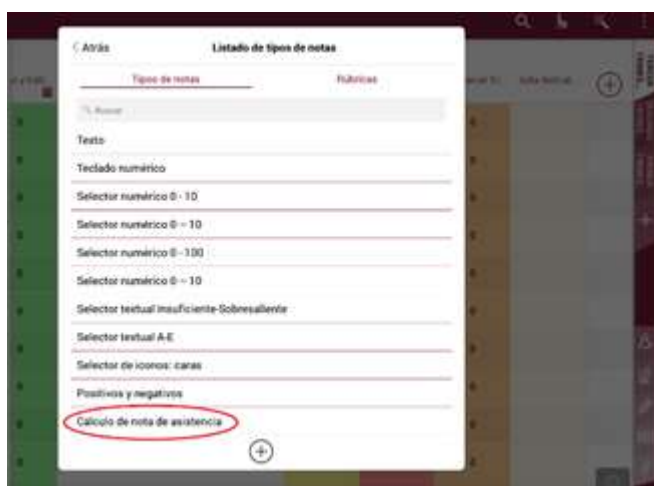 Atrás
Listado de tipos de notas
Tipos de notas
Rúbricas
Buscar
Texto
Teclado numérico
Selector numérico 0 - 10
Selector numérico 0 – 10
Selector numérico 0 - 100
Selector numérico 0 – 10
Selector textual Insuficiente-Sobresaliente
Selector textual A-E
Selector de iconos: caras
Positivos y negativos
Calculo de nota de asistencia